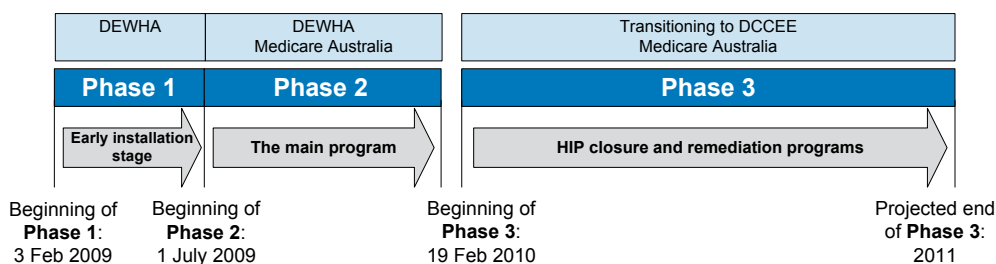 DEWHA
DEWHA
Medicare Australia
Transitioning to DCCEE
Medicare Australia
Phase 1
Phase 2
Phase 3
Early installation
stage
The main program
HIP closure and remediation programs
Beginning of
Phase 1:
3 Feb 2009
Beginning of
Phase 2:
1 July 2009
Beginning of
Phase 3:
19 Feb 2010
Projected end
of Phase 3:
2011